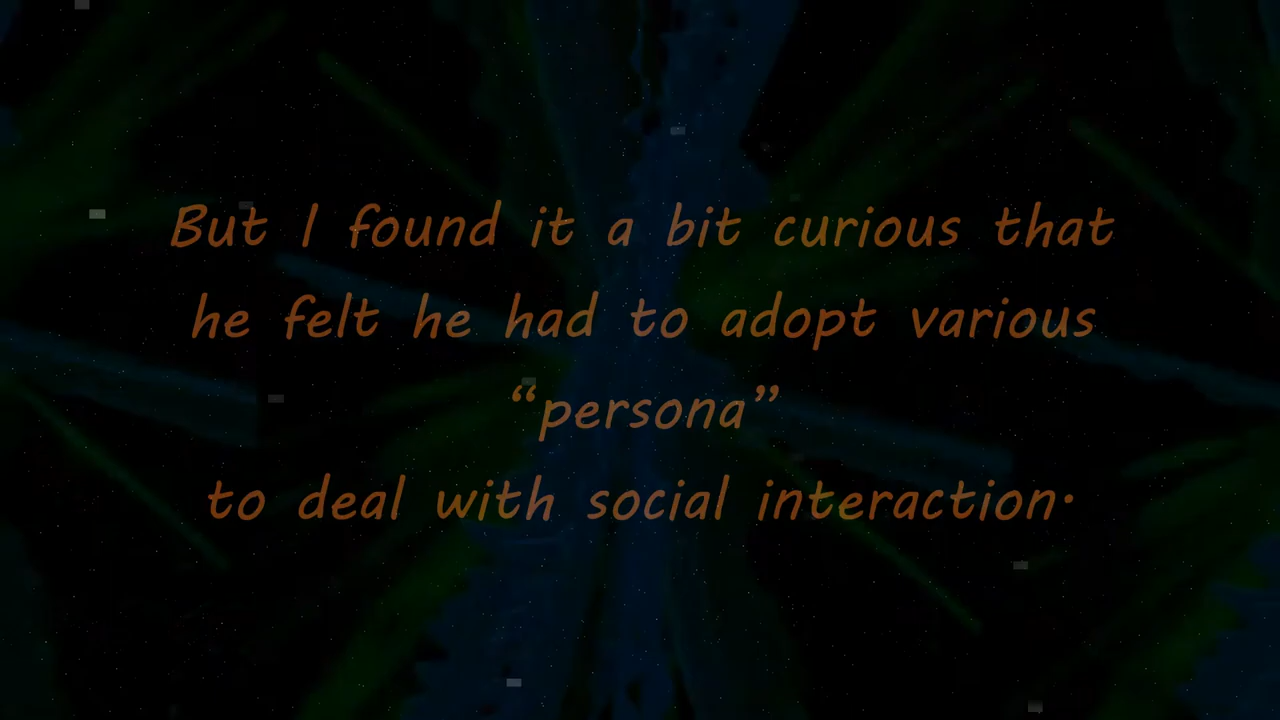 But I found it a bit curious that
he felt he had to adopt various
“persona”
to deal with social interaction.